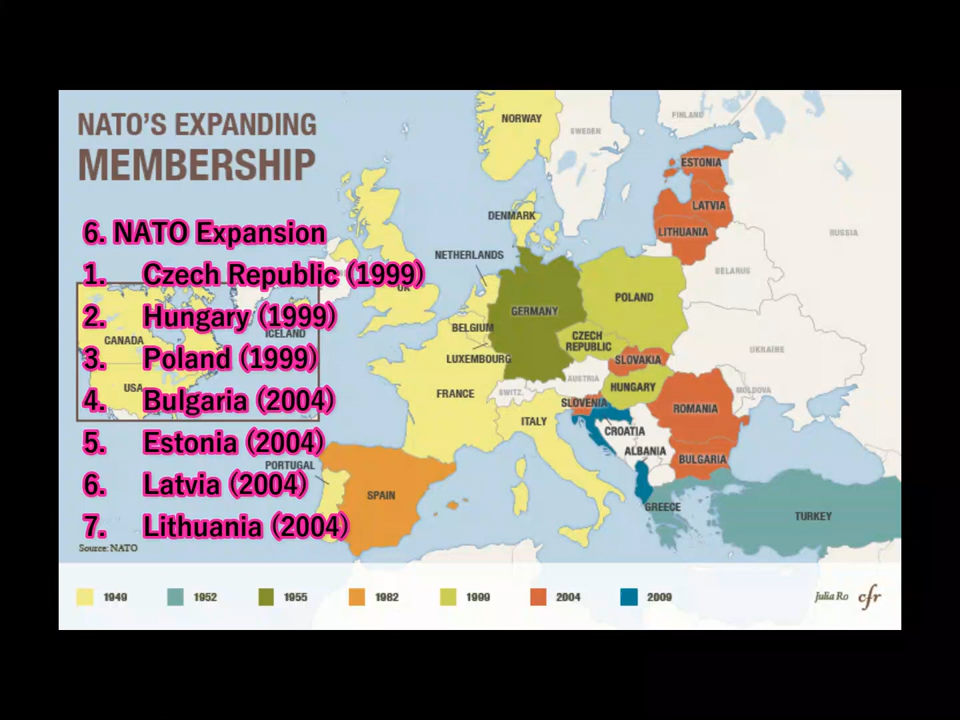 NATO'S EXPANDING
MEMBERSHIP
6. NATO Expansion
1. Czech Republic (1999)
2. Hungary (1999)
3. Poland (1999)
4. Bulgaria (2004)
5. Estonia (2004)
6. Latvia (2004)
7. Lithuania (2004)
Source: NATO
CANADA
USA
ICELAND
NORWAY
SWEDEN
FINLAND
ESTONIA
LATVIA
LITHUANIA
RUSSIA
DENMARK
NETHERLANDS
UK
BELARUS
GERMANY
POLAND
BELGIUM
CZECH
REPUBLIC
LUXEMBOURG
SLOVAKIA
UKRAINE
AUSTRIA
HUNGARY
MOLDOVA
FRANCE
SWITZ.
SLOVENIA
ROMANIA
ITALY
CROATIA
ALBANIA
BULGARIA
PORTUGAL
SPAIN
GREECE
TURKEY
1949
1952
1955
1982
1999
2004
2009
Julia Ro
cfr